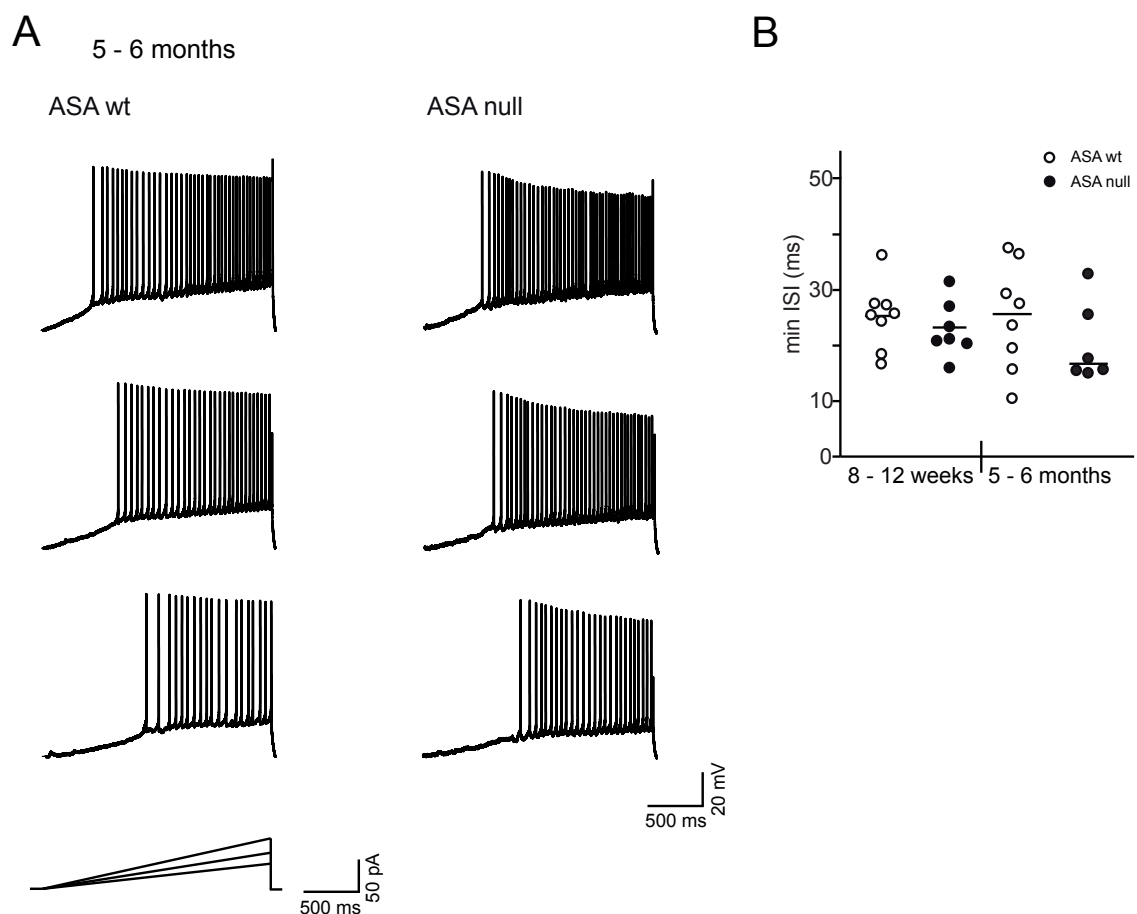 A
5 - 6 months
ASA wt
ASA null
20 mV
500 ms
50 pA
500 ms
B
ASA wt
ASA null
50
30
10
0
min ISI (ms)
8 - 12 weeks
5 - 6 months